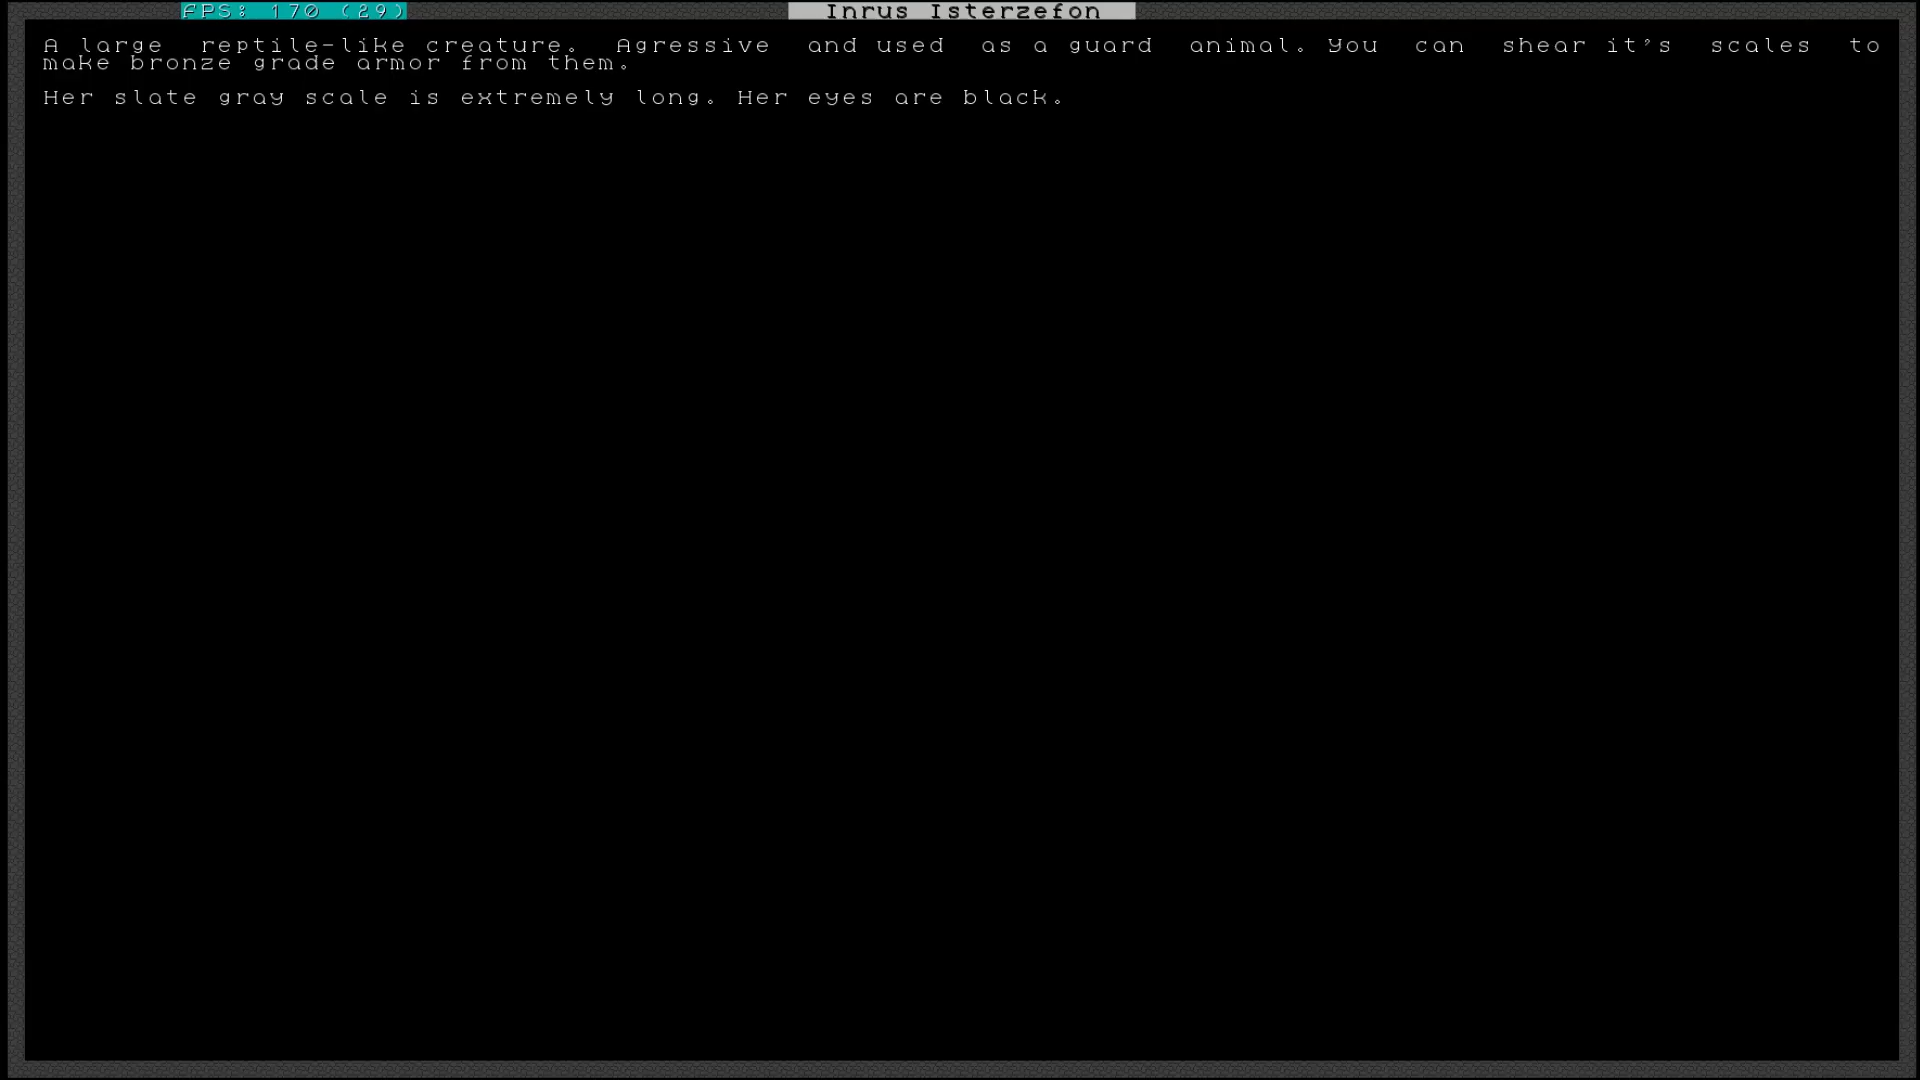 FPS: 170 (29)
Inrus Isterzefon
A large reptile-like creature. Agressive and used as a guard animal. You can shear it's scales to
make bronze grade armor from them.
Her slate gray scale is extremely long. Her eyes are black.